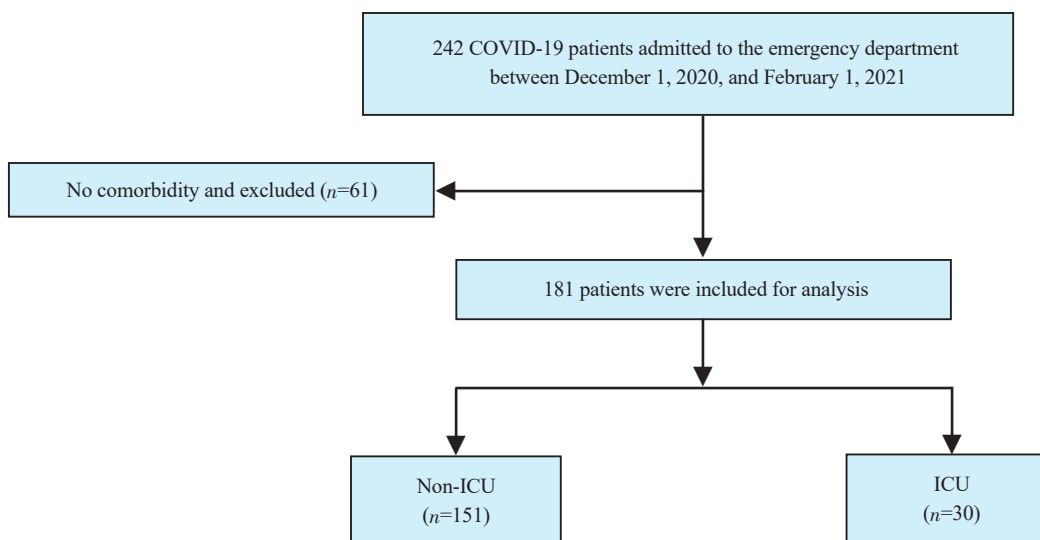 242 COVID-19 patients admitted to the emergency department
between December 1, 2020, and February 1, 2021
No comorbidity and excluded (n=61)
181 patients were included for analysis
Non-ICU
(n=151)
ICU
(n=30)